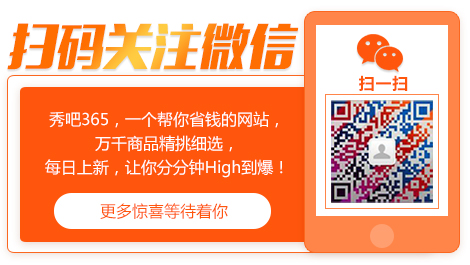 扫码关注微信
扫一扫
秀吧365，一个帮你省钱的网站，
万千商品精挑细选，
每日上新，让你分分钟High到爆！
更多惊喜等待着你